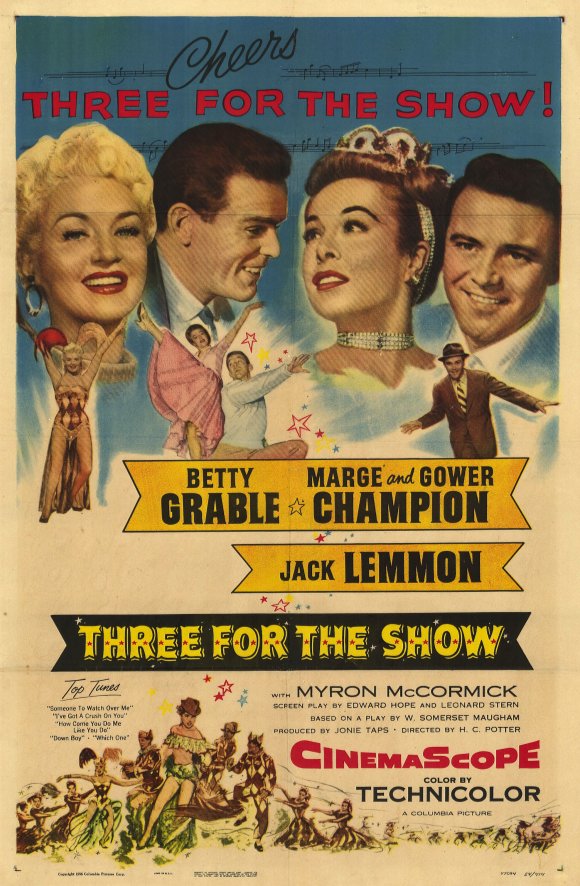 Cheers
THREE FOR THE SHOW!
BETTY GRABLE ☆ MARGE and GOWER CHAMPION
JACK LEMMON
THREE FOR THE SHOW
Top Tunes
"Someone To Watch Over Me"
"I've Got A Crush On You"
"How Come You Do Me
Like You Do"
"Down Boy" · "Which One"
WITH MYRON McCORMICK
SCREEN PLAY BY EDWARD HOPE AND LEONARD STERN
BASED ON A PLAY BY W. SOMERSET MAUGHAM
PRODUCED BY JONIE TAPS · DIRECTED BY H. C. POTTER
CINEMASCOPE
COLOR BY
TECHNICOLOR
A COLUMBIA PICTURE